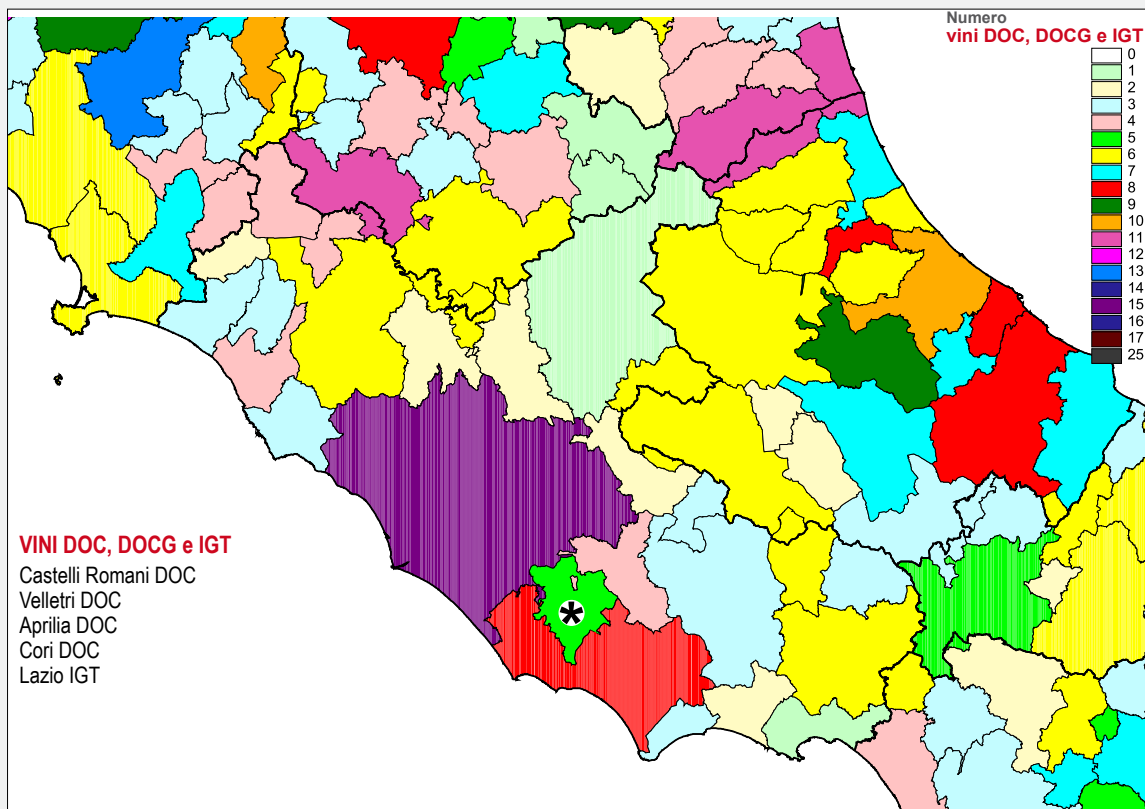 Numero
vini DOC, DOCG e IGT
0
1
2
3
4
5
6
7
8
9
10
11
12
13
14
15
16
17
25
VINI DOC, DOCG e IGT
Castelli Romani DOC
Velletri DOC
Aprilia DOC
Cori DOC
Lazio IGT
*